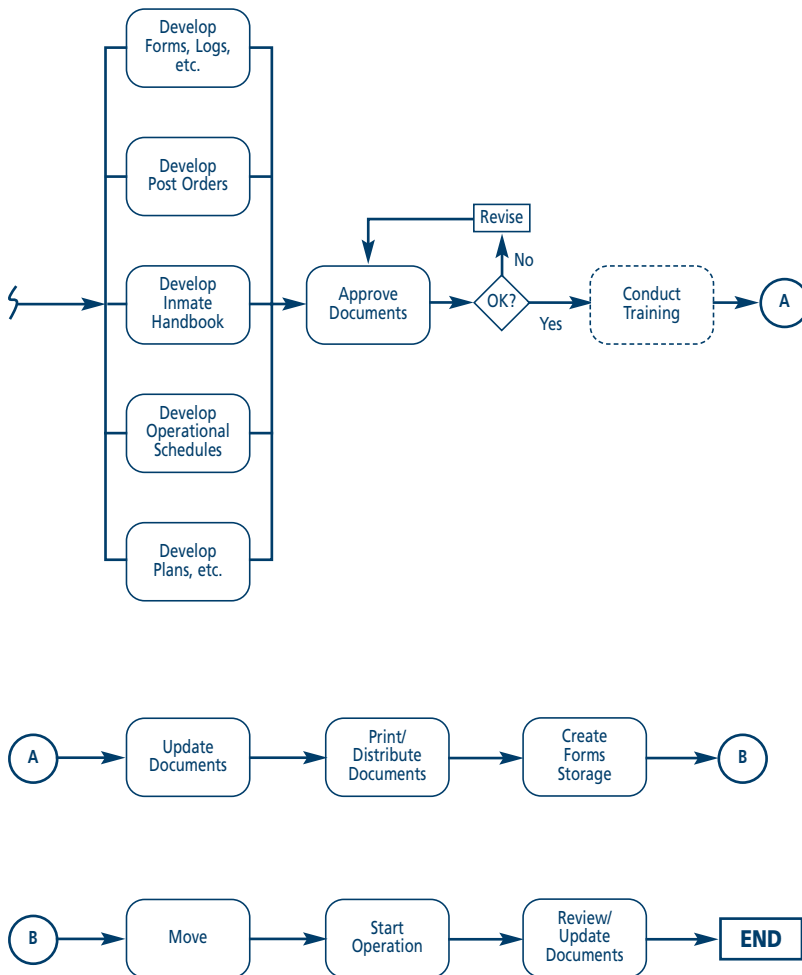 Develop
Forms, Logs,
etc.
Develop
Post Orders
Develop
Inmate
Handbook
Develop
Operational
Schedules
Develop
Plans, etc.
Approve
Documents
Revise
No
OK?
Yes
Conduct
Training
A
A
Update
Documents
Print/
Distribute
Documents
Create
Forms
Storage
B
B
Move
Start
Operation
Review/
Update
Documents
END